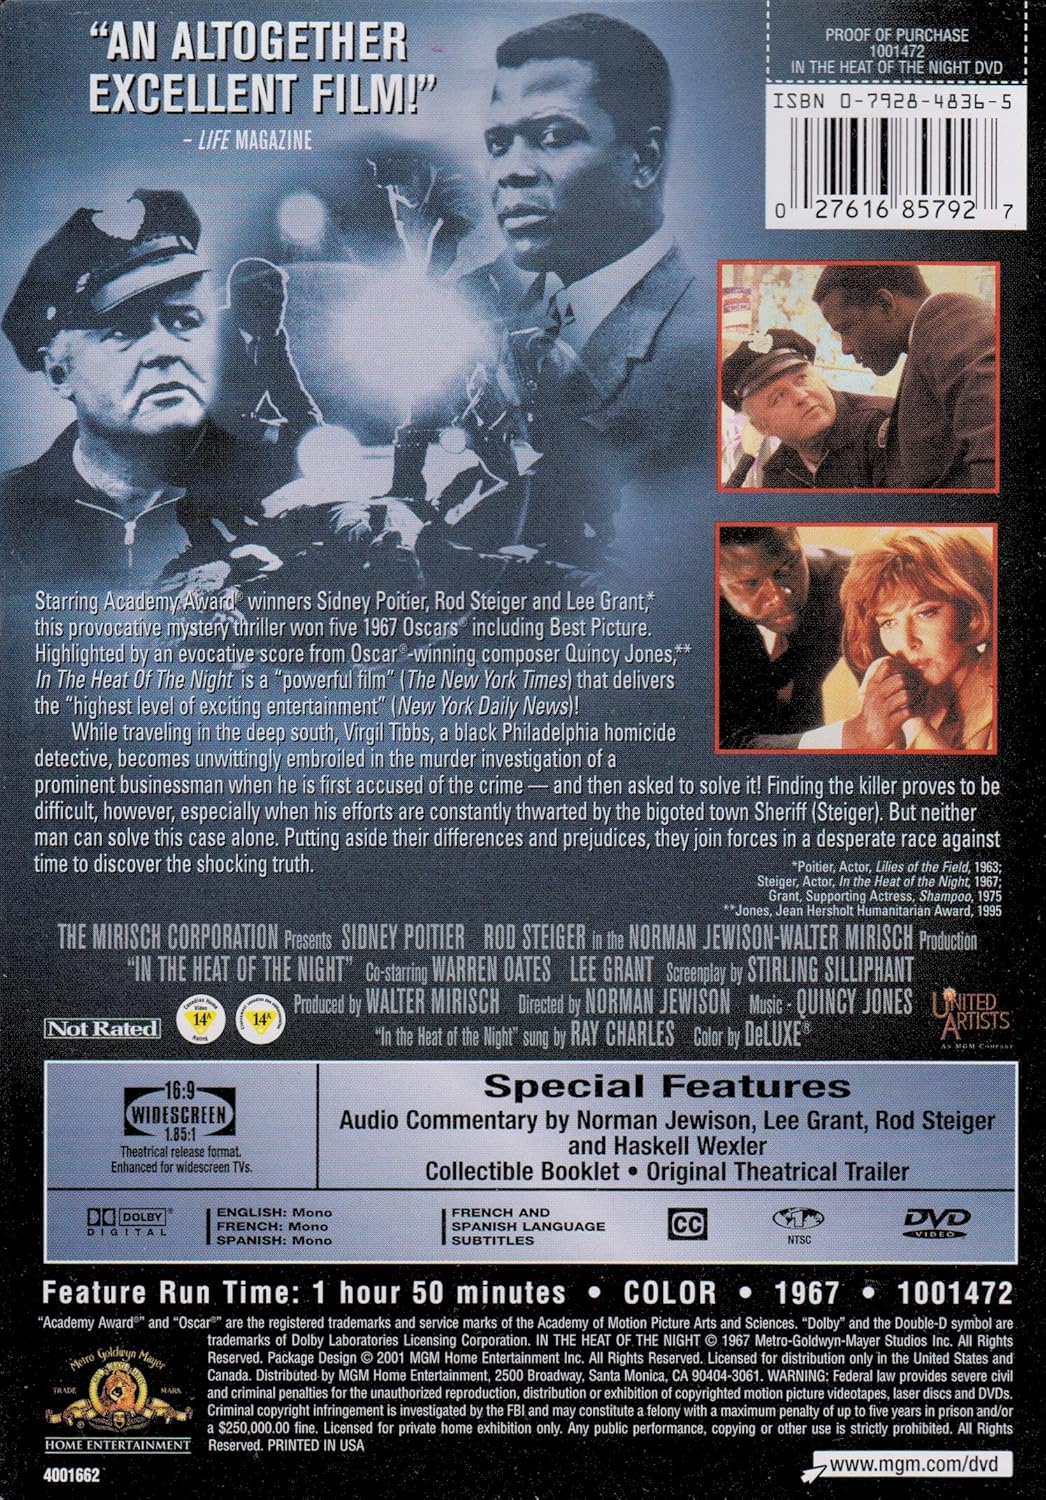 “AN ALTOGETHER
EXCELLENT FILM!”
– LIFE MAGAZINE
PROOF OF PURCHASE
1001472
IN THE HEAT OF THE NIGHT DVD
ISBN 0-7928-4836-5
0 27616 85792 7
Starring Academy Award® winners Sidney Poitier, Rod Steiger and Lee Grant,*
this provocative mystery thriller won five 1967 Oscars® including Best Picture.
Highlighted by an evocative score from Oscar®-winning composer Quincy Jones,**
In The Heat Of The Night is a “powerful film” (The New York Times) that delivers
the “highest level of exciting entertainment” (New York Daily News)!
While traveling in the deep south, Virgil Tibbs, a black Philadelphia homicide
detective, becomes unwittingly embroiled in the murder investigation of a
prominent businessman when he is first accused of the crime — and then asked to solve it! Finding the killer proves to be
difficult, however, especially when his efforts are constantly thwarted by the bigoted town Sheriff (Steiger). But neither
man can solve this case alone. Putting aside their differences and prejudices, they join forces in a desperate race against
time to discover the shocking truth.
*Poitier, Actor, Lilies of the Field, 1963;
Steiger, Actor, In the Heat of the Night, 1967;
Grant, Supporting Actress, Shampoo, 1975
**Jones, Jean Hersholt Humanitarian Award, 1995
THE MIRISCH CORPORATION Presents SIDNEY POITIER ROD STEIGER in the NORMAN JEWISON-WALTER MIRISCH Production
“IN THE HEAT OF THE NIGHT” Co-starring WARREN OATES LEE GRANT Screenplay by STIRLING SILLIPHANT
Produced by WALTER MIRISCH Directed by NORMAN JEWISON Music - QUINCY JONES
“In the Heat of the Night” sung by RAY CHARLES Color by DeLUXE®
Not Rated
Canadian Home
Video
14A
Rating
14A
UNITED
ARTISTS
AN MGM COMPANY
16:9
WIDESCREEN
1.85:1
Theatrical release format.
Enhanced for widescreen TVs.
Special Features
Audio Commentary by Norman Jewison, Lee Grant, Rod Steiger
and Haskell Wexler
Collectible Booklet • Original Theatrical Trailer
DOLBY®
DIGITAL
ENGLISH: Mono
FRENCH: Mono
SPANISH: Mono
FRENCH AND
SPANISH LANGUAGE
SUBTITLES
CC
1
NTSC
DVD
VIDEO
Feature Run Time: 1 hour 50 minutes • COLOR • 1967 • 1001472
“Academy Award®” and “Oscar®” are the registered trademarks and service marks of the Academy of Motion Picture Arts and Sciences. “Dolby” and the Double-D symbol are
trademarks of Dolby Laboratories Licensing Corporation. IN THE HEAT OF THE NIGHT © 1967 Metro-Goldwyn-Mayer Studios Inc. All Rights
Reserved. Package Design © 2001 MGM Home Entertainment Inc. All Rights Reserved. Licensed for distribution only in the United States and
Canada. Distributed by MGM Home Entertainment, 2500 Broadway, Santa Monica, CA 90404-3061. WARNING: Federal law provides severe civil
and criminal penalties for the unauthorized reproduction, distribution or exhibition of copyrighted motion picture videotapes, laser discs and DVDs.
Criminal copyright infringement is investigated by the FBI and may constitute a felony with a maximum penalty of up to five years in prison and/or
a $250,000.00 fine. Licensed for private home exhibition only. Any public performance, copying or other use is strictly prohibited. All Rights
Reserved. PRINTED IN USA
Metro Goldwyn Mayer
TRADE MARK
HOME ENTERTAINMENT
4001662
www.mgm.com/dvd